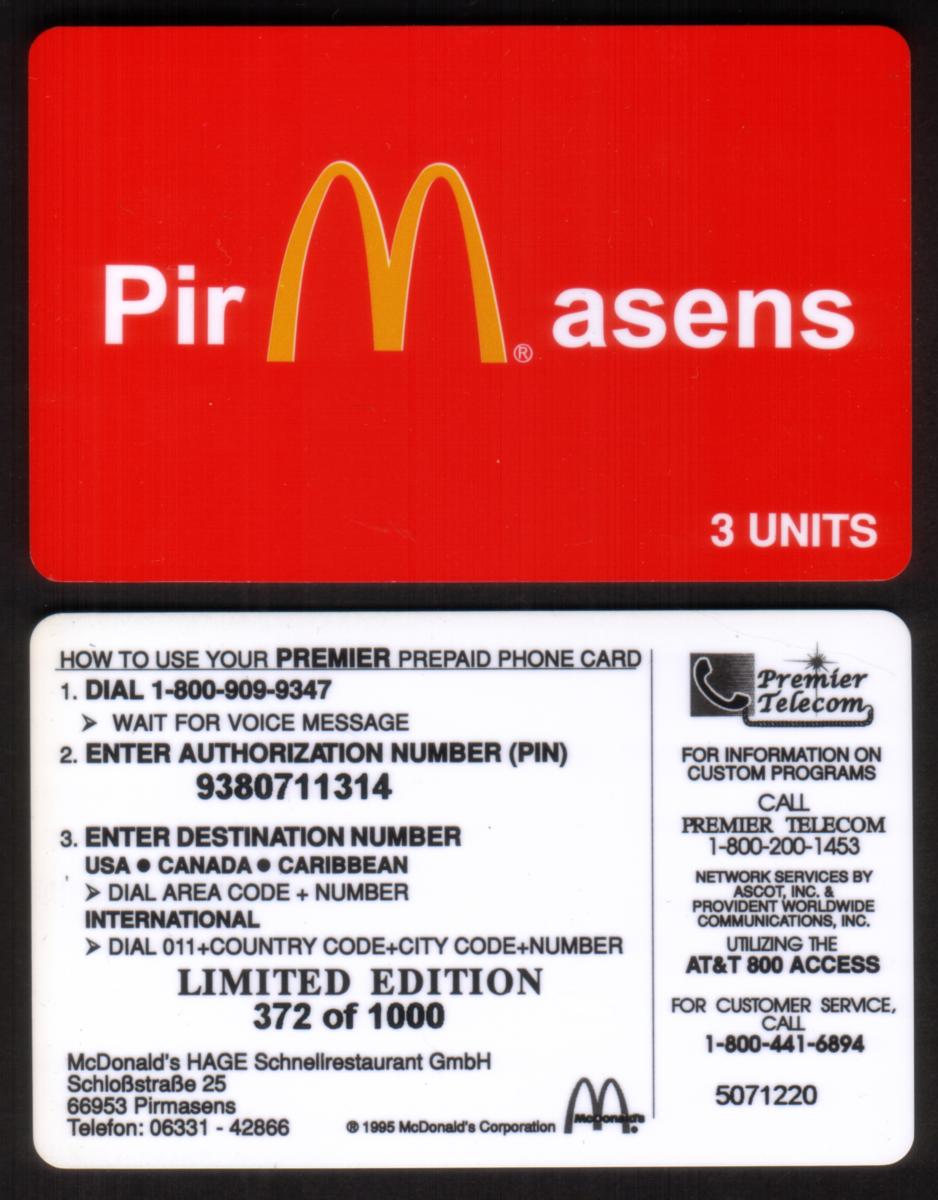 Pir M® asens
3 UNITS
HOW TO USE YOUR PREMIER PREPAID PHONE CARD
1. DIAL 1-800-909-9347
➢ WAIT FOR VOICE MESSAGE
2. ENTER AUTHORIZATION NUMBER (PIN)
9380711314
3. ENTER DESTINATION NUMBER
USA ● CANADA ● CARIBBEAN
➢ DIAL AREA CODE + NUMBER
INTERNATIONAL
➢ DIAL 011+COUNTRY CODE+CITY CODE+NUMBER
LIMITED EDITION
372 of 1000
McDonald's HAGE Schnellrestaurant GmbH
Schloßstraße 25
66953 Pirmasens
Telefon: 06331 - 42866
® 1995 McDonald's Corporation
McDonald's®
Premier
Telecom
FOR INFORMATION ON
CUSTOM PROGRAMS
CALL
PREMIER TELECOM
1-800-200-1453
NETWORK SERVICES BY
ASCOT, INC. &
PROVIDENT WORLDWIDE
COMMUNICATIONS, INC.
UTILIZING THE
AT&T 800 ACCESS
FOR CUSTOMER SERVICE,
CALL
1-800-441-6894
5071220